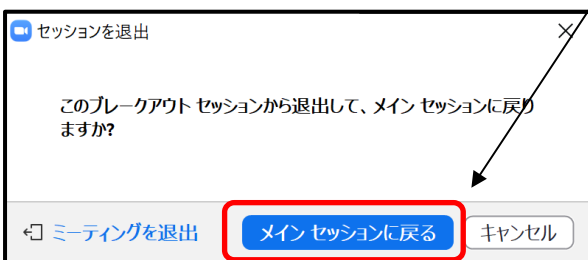 セッションを退出
このブレークアウト セッションから退出して、メイン セッションに戻り
ますか?
ミーティングを退出 メイン セッションに戻る キャンセル